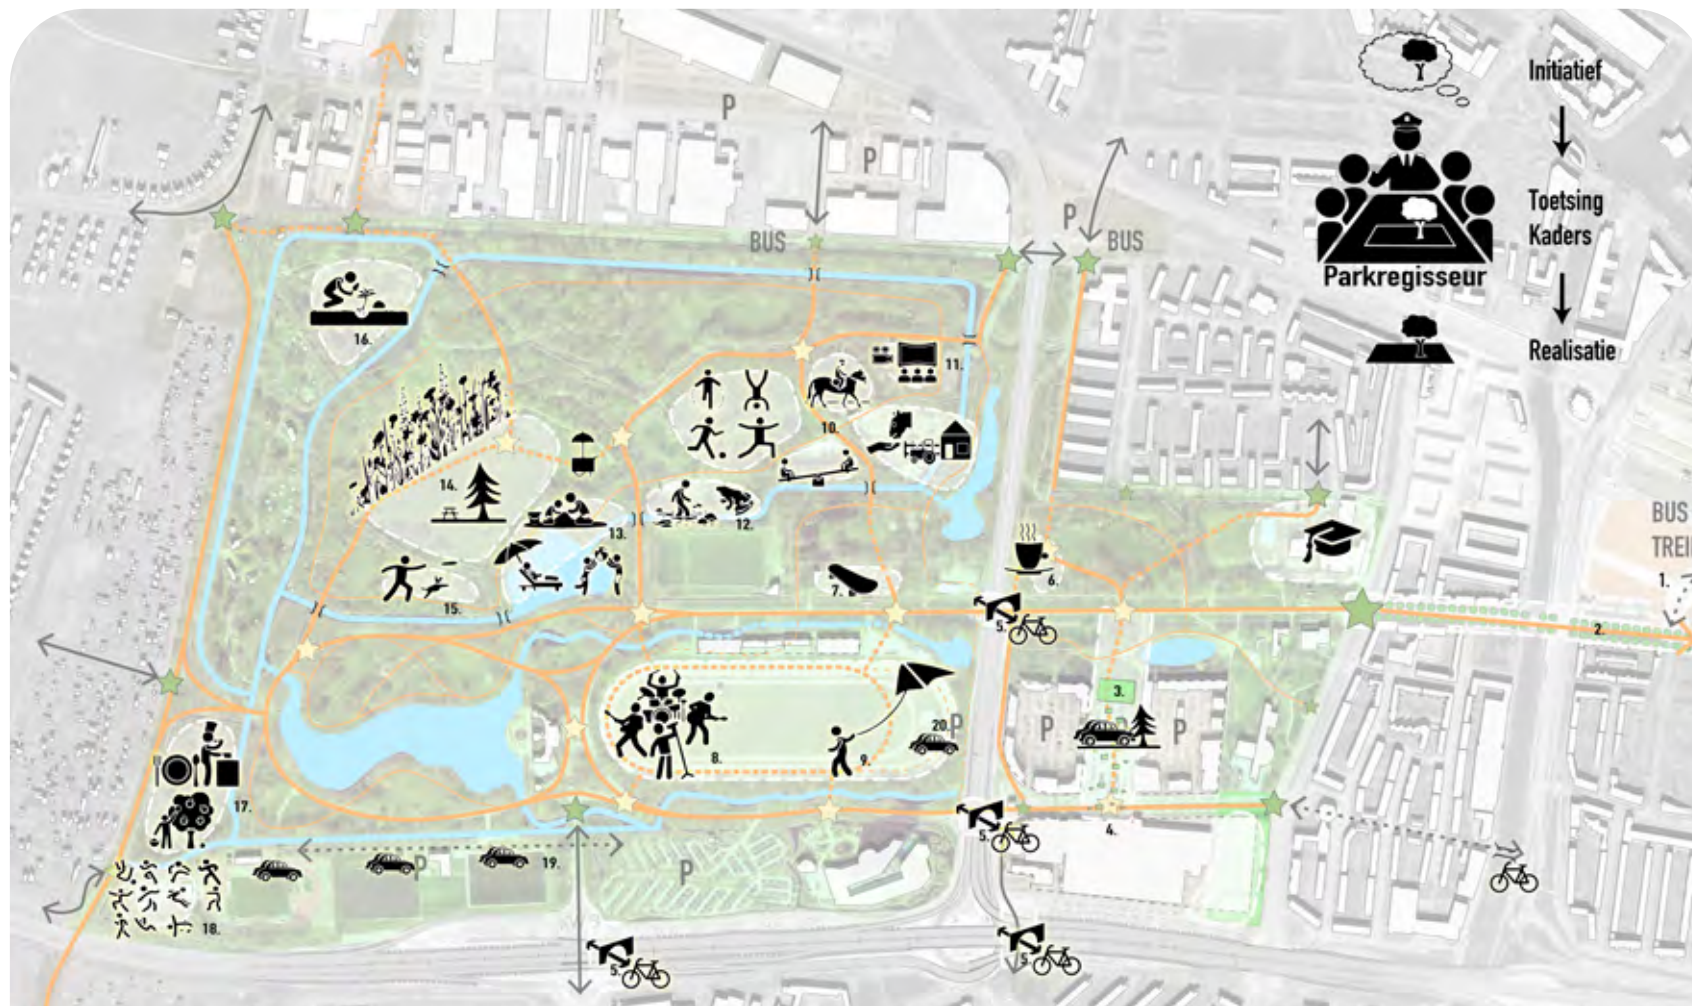 Initiatief
P
P
Toetsing
Kaders
P
BUS
BUS
Parkregisseur
16.
11.
Realisatie
10.
14.
12.
13.
BUS
1.
6.
7.
15.
5.
2.
3.
20.
P
P
P
8.
9.
17.
4.
5.
19.
P
P
18.
5.
5.